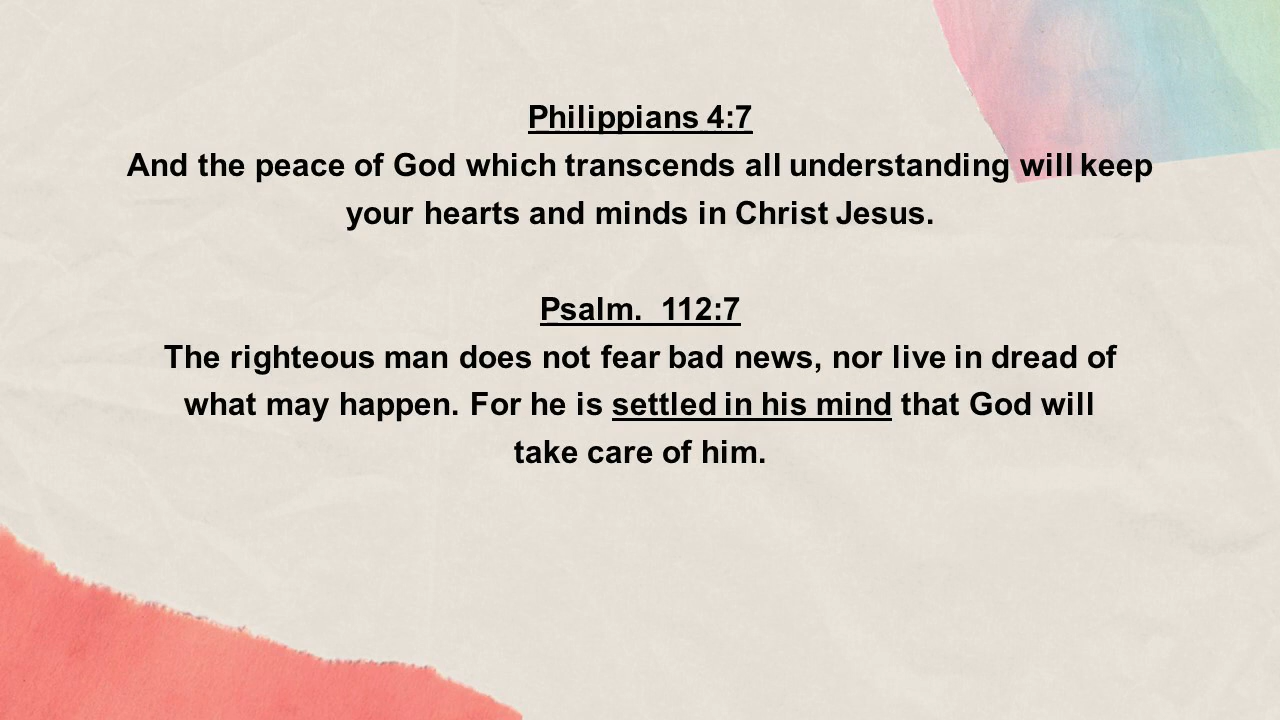 Philippians 4:7
And the peace of God which transcends all understanding will keep
your hearts and minds in Christ Jesus.
Psalm.  112:7
The righteous man does not fear bad news, nor live in dread of
what may happen. For he is settled in his mind that God will
take care of him.